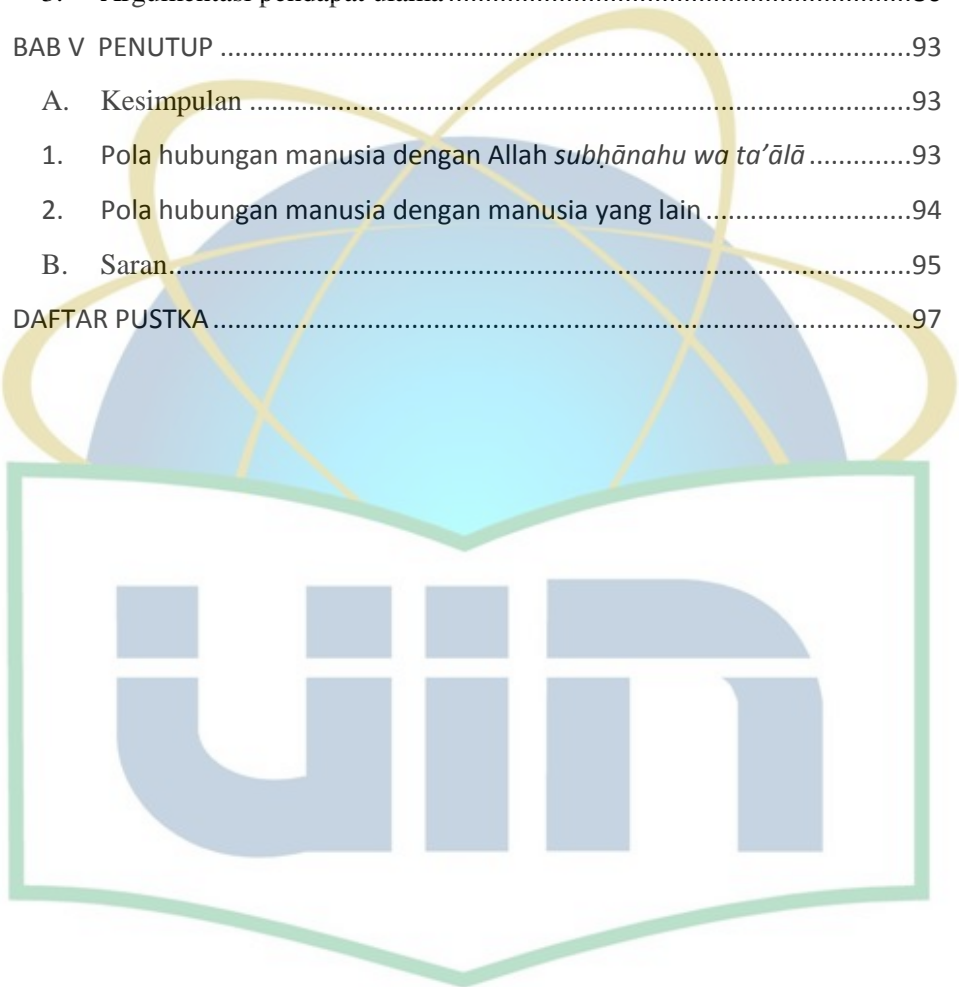 BAB V PENUTUP ........................................................................................93
A. Kesimpulan ....................................................................................93
1. Pola hubungan manusia dengan Allah subḥānahu wa ta’ālā ..............93
2. Pola hubungan manusia dengan manusia yang lain ..........................94
B. Saran..............................................................................................95
DAFTAR PUSTKA .........................................................................................97
uin